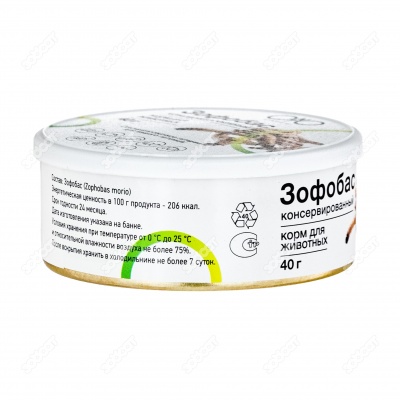 Зофобас
Состав: Зофобас (Zophobas morio)
Энергетическая ценность в 100 г продукта - 206 ккал.
Срок годности 24 месяца.
Дата изготовления указана на банке.
Условия хранения при температуре от 0 °С до 25 °С
и относительной влажности воздуха не более 75%.
После вскрытия хранить в холодильнике не более 7 суток.
40
Зофобас
консервированный
корм для
животных
40 г